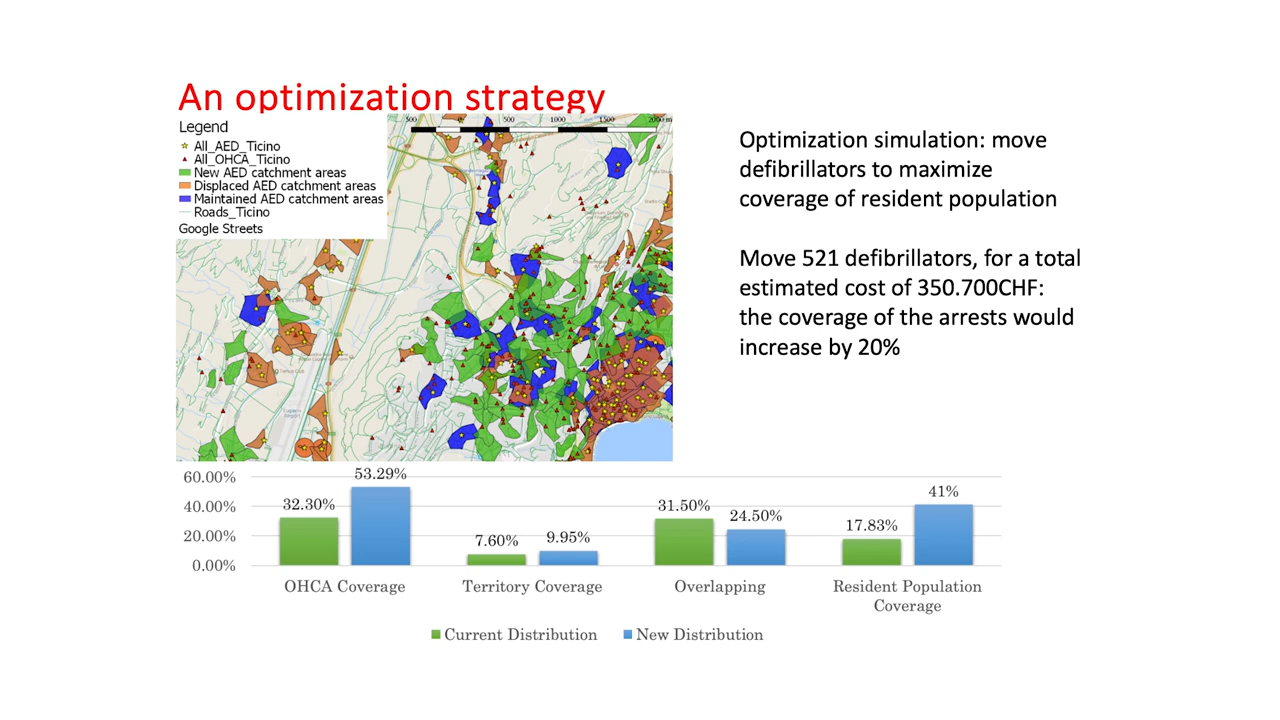 An optimization strategy
Legend
All_AED_Ticino
All_OHCA_Ticino
New AED catchment areas
Displaced AED catchment areas
Maintained AED catchment areas
Roads_Ticino
Google Streets
500
500
1000
1500
Optimization simulation: move
defibrillators to maximize
coverage of resident population
Move 521 defibrillators, for a total
estimated cost of 350.700CHF:
the coverage of the arrests would
increase by 20%
60.00%
40.00%
20.00%
0.00%
32.30%
53.29%
7.60%
9.95%
31.50%
24.50%
17.83%
41%
OHCA Coverage
Territory Coverage
Overlapping
Resident Population
Coverage
Current Distribution
New Distribution